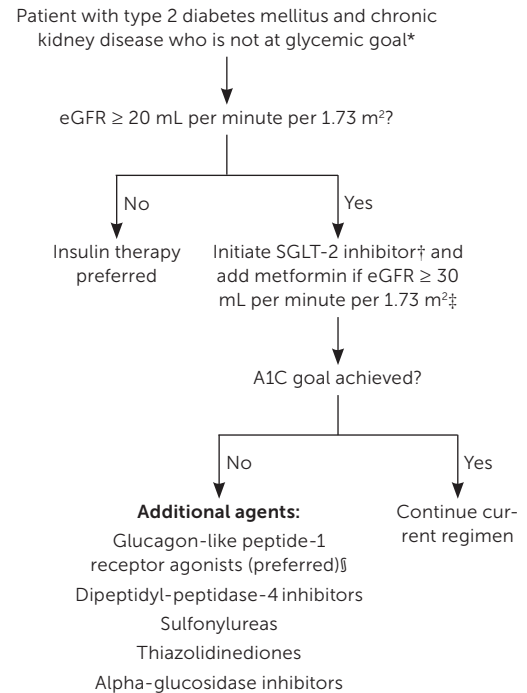 Patient with type 2 diabetes mellitus and chronic
kidney disease who is not at glycemic goal*
eGFR ≥ 20 mL per minute per 1.73 m²?
No
Yes
Insulin therapy
preferred
Initiate SGLT-2 inhibitor† and
add metformin if eGFR ≥ 30
mL per minute per 1.73 m²‡
A1C goal achieved?
No
Yes
Additional agents:
Glucagon-like peptide-1
receptor agonists (preferred)§
Dipeptidyl-peptidase-4 inhibitors
Sulfonylureas
Thiazolidinediones
Alpha-glucosidase inhibitors
Continue cur-
rent regimen